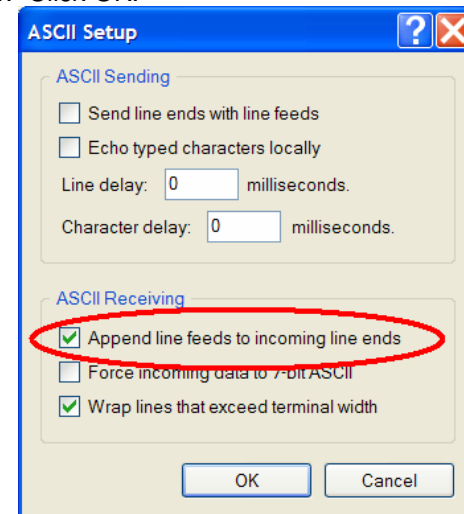 Click OK.
ASCII Setup
ASCII Sending
Send line ends with line feeds
Echo typed characters locally
Line delay: 0 milliseconds.
Character delay: 0 milliseconds.
ASCII Receiving
Append line feeds to incoming line ends
Force incoming data to 7-bit ASCII
Wrap lines that exceed terminal width
OK Cancel